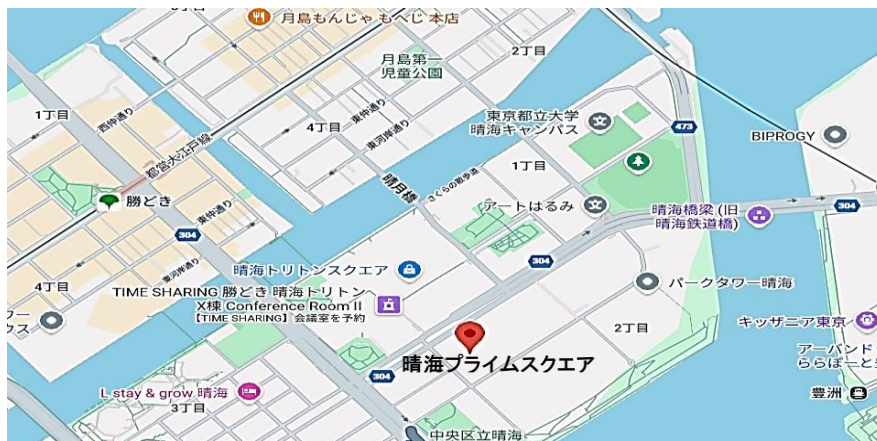 月島もんじゃ もへじ 本店
2丁目
月島第一
児童公園
1丁目
西仲通り
都営大江戸線
4丁目
東仲通り
東河岸通り
東京都立大学
晴海キャンパス
473
BIPROGY
1丁目
晴月橋
さくらの散歩道
勝どき
東仲通り
304
アートはるみ
晴海橋梁 (旧
晴海鉄道橋)
304
東河岸通り
晴海トリトンスクエア
304
4丁目
TIME SHARING 勝どき 晴海トリトン
X棟 Conference Room II
【TIME SHARING】会議室を予約
パークタワー晴海
2丁目
キッザニア東京
晴海プライムスクエア
304
アーバンド
ららぽーと
L stay & grow 晴海
3丁目
豊洲
中央区立晴海